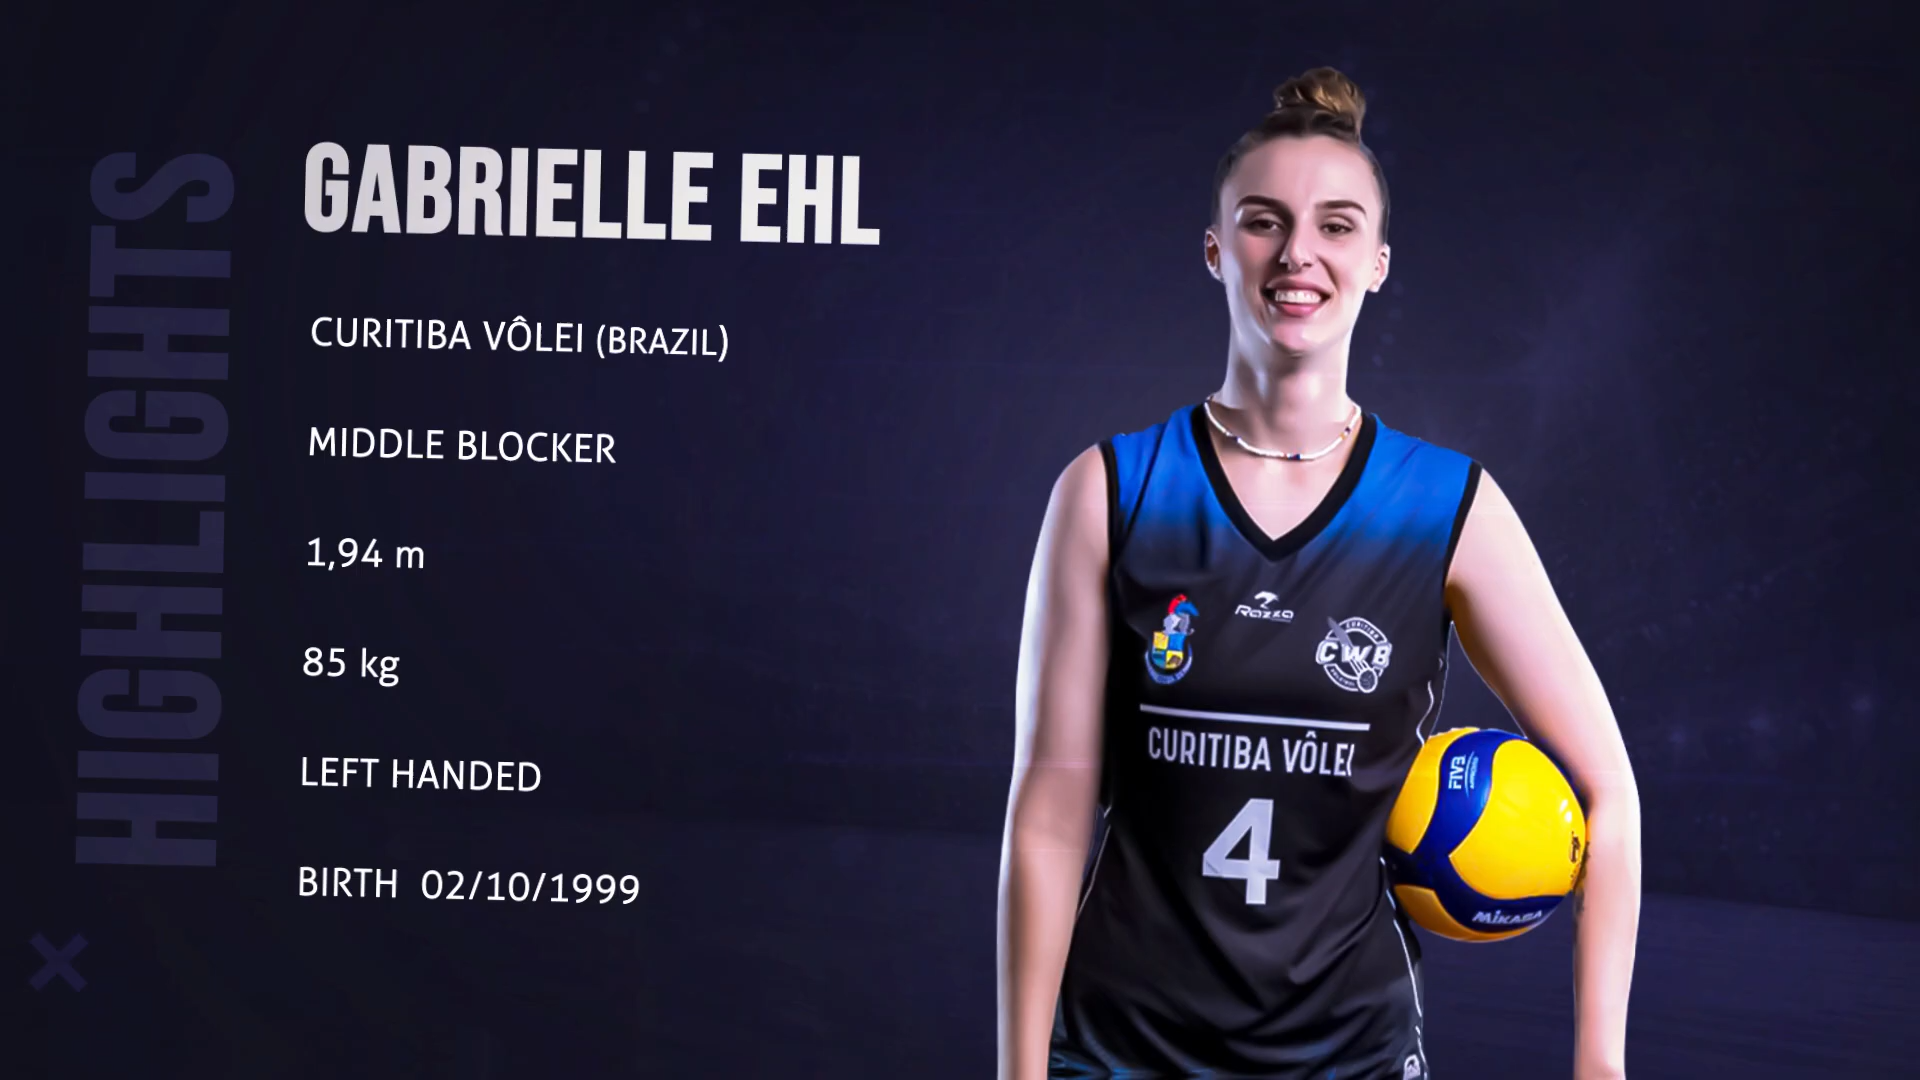 HIGHLIGHTS
GABRIELLE EHL
CURITIBA VÔLEI (BRAZIL)
MIDDLE BLOCKER
1,94 m
85 kg
LEFT HANDED
BIRTH 02/10/1999
Razza
CURITIBA
CWB
CURITIBA VÔLEI
4
FIVB
MIKASA